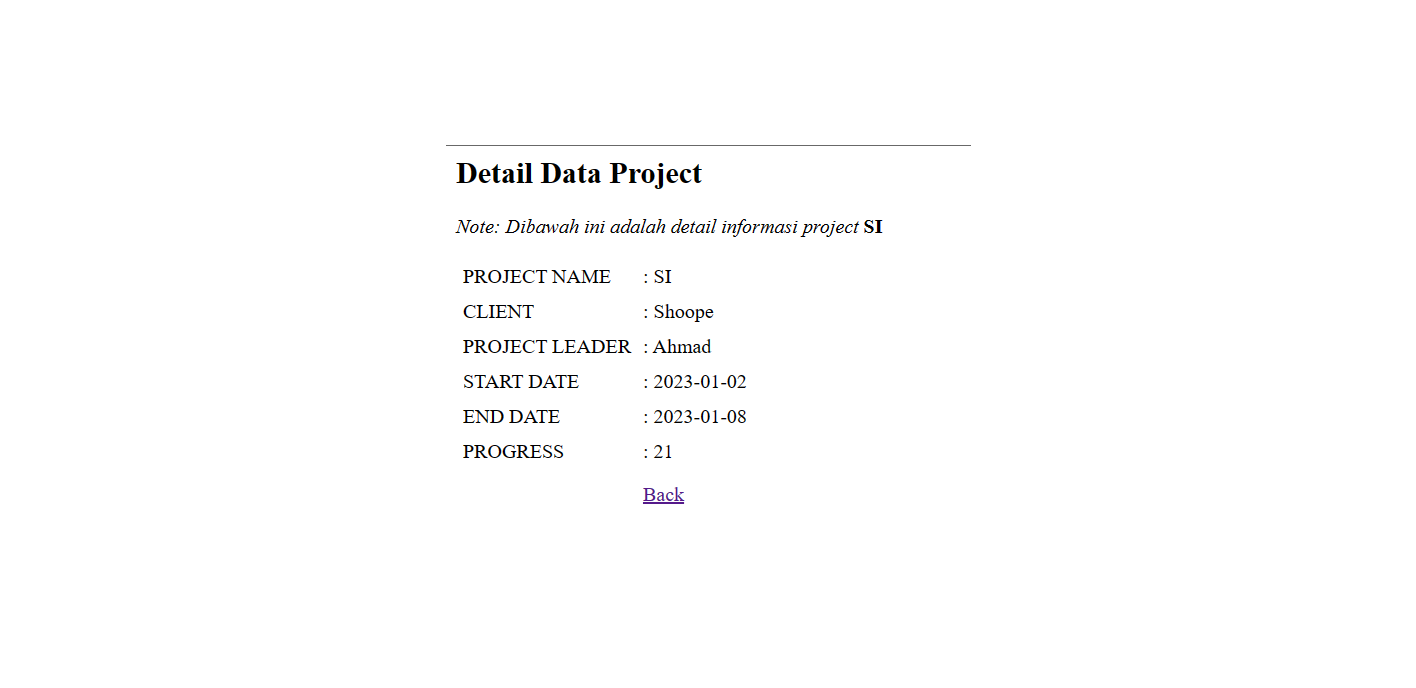 Detail Data Project
Note: Dibawah ini adalah detail informasi project SI
PROJECT NAME : SI
CLIENT : Shoope
PROJECT LEADER : Ahmad
START DATE : 2023-01-02
END DATE : 2023-01-08
PROGRESS : 21
Back